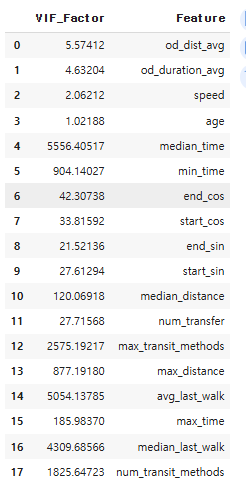 VIF_Factor Feature
0 5.57412 od_dist_avg
1 4.63204 od_duration_avg
2 2.06212 speed
3 1.02188 age
4 5556.40517 median_time
5 904.14027 min_time
6 42.30738 end_cos
7 33.81592 start_cos
8 21.52136 end_sin
9 27.61294 start_sin
10 120.06918 median_distance
11 27.71568 num_transfer
12 2575.19217 max_transit_methods
13 877.19180 max_distance
14 5054.13785 avg_last_walk
15 185.98370 max_time
16 4309.68566 median_last_walk
17 1825.64723 num_transit_methods